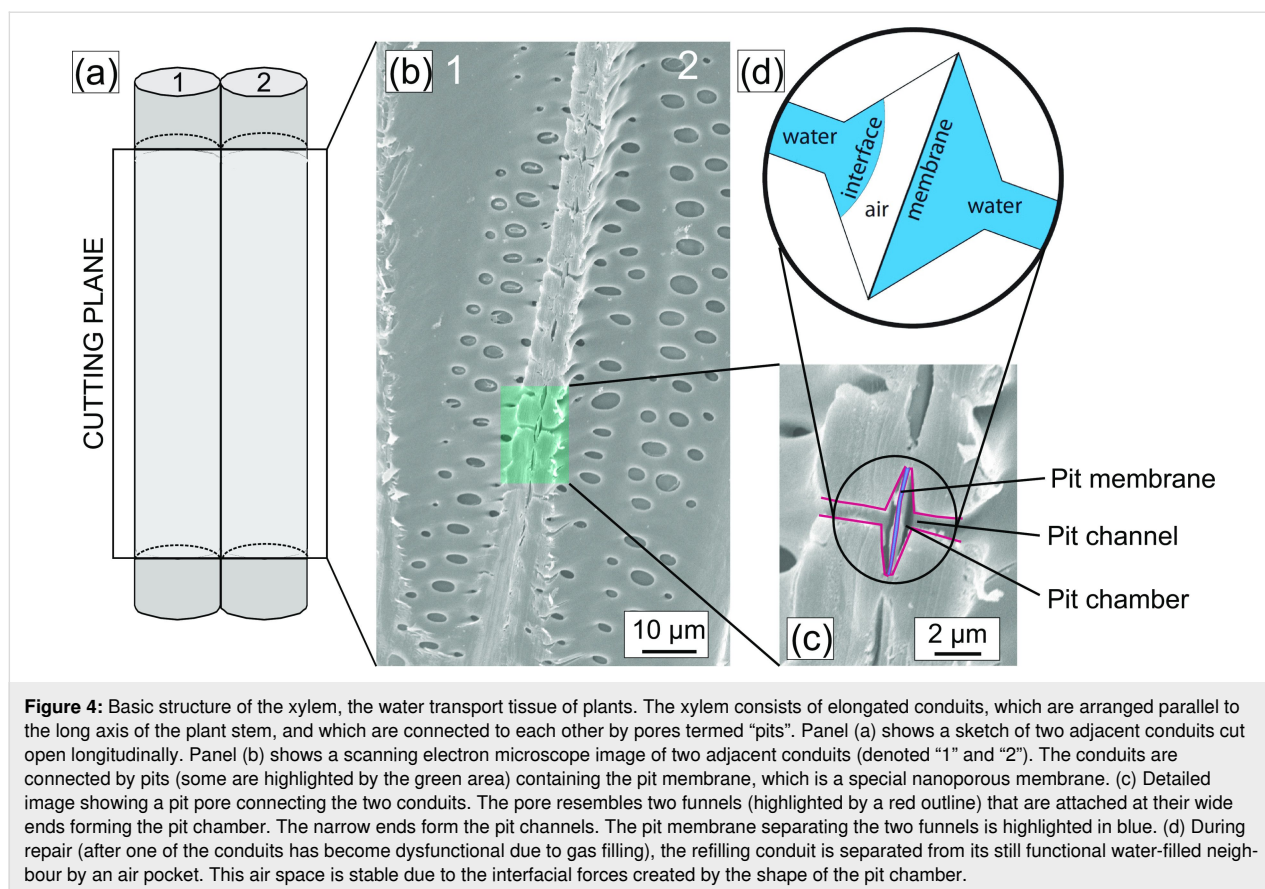 (a)
1 2
CUTTING PLANE
(b)
1 2
10 µm
(d)
water
interface
air
membrane
water
Pit membrane
Pit channel
Pit chamber
(c)
2 µm
Figure 4: Basic structure of the xylem, the water transport tissue of plants. The xylem consists of elongated conduits, which are arranged parallel to
the long axis of the plant stem, and which are connected to each other by pores termed “pits”. Panel (a) shows a sketch of two adjacent conduits cut
open longitudinally. Panel (b) shows a scanning electron microscope image of two adjacent conduits (denoted “1” and “2”). The conduits are
connected by pits (some are highlighted by the green area) containing the pit membrane, which is a special nanoporous membrane. (c) Detailed
image showing a pit pore connecting the two conduits. The pore resembles two funnels (highlighted by a red outline) that are attached at their wide
ends forming the pit chamber. The narrow ends form the pit channels. The pit membrane separating the two funnels is highlighted in blue. (d) During
repair (after one of the conduits has become dysfunctional due to gas filling), the refilling conduit is separated from its still functional water-filled neigh-
bour by an air pocket. This air space is stable due to the interfacial forces created by the shape of the pit chamber.